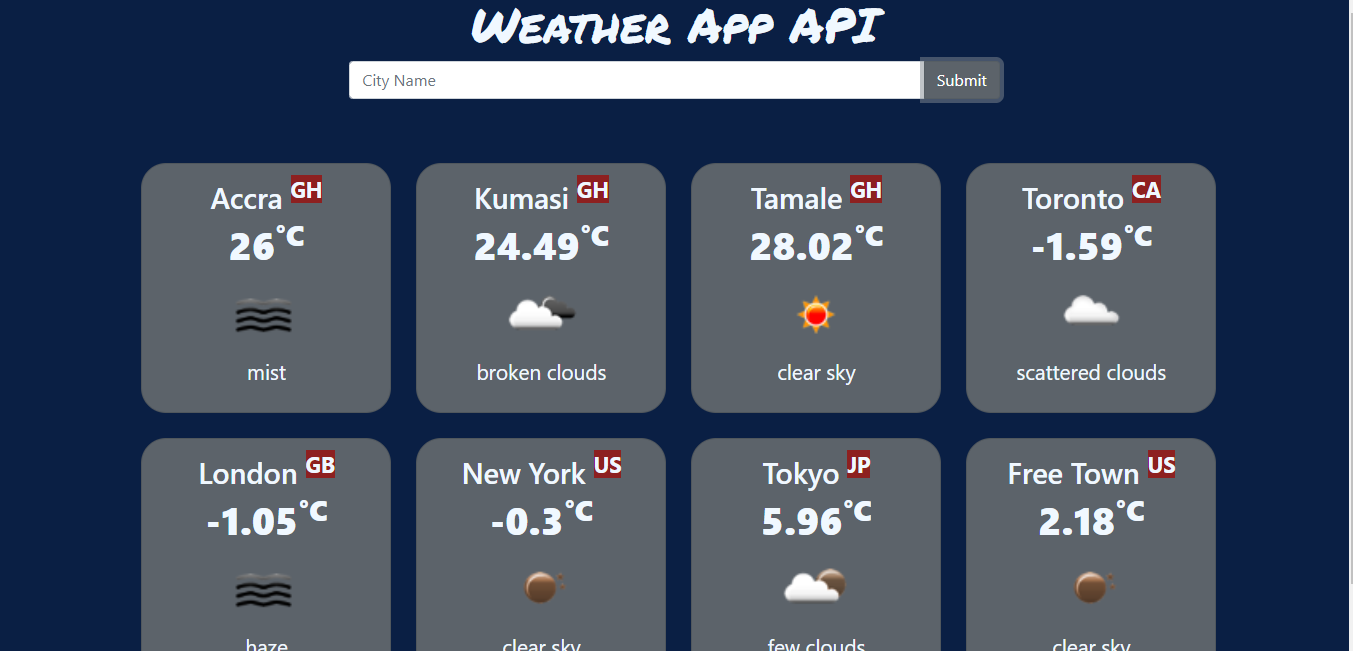 Weather App API
City Name Submit
Accra GH
26°C
mist
Kumasi GH
24.49°C
broken clouds
Tamale GH
28.02°C
clear sky
Toronto CA
-1.59°C
scattered clouds
London GB
-1.05°C
haze
New York US
-0.3°C
clear sky
Tokyo JP
5.96°C
few clouds
Free Town US
2.18°C
clear sky